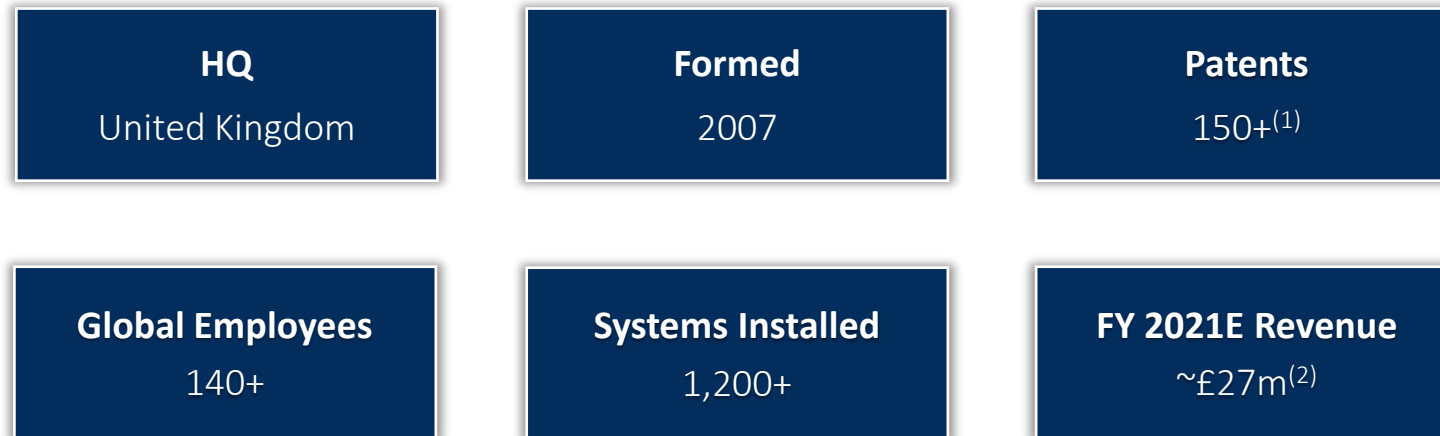 HQ
United Kingdom
Formed
2007
Patents
150+(1)
Global Employees
140+
Systems Installed
1,200+
FY 2021E Revenue
~£27m(2)